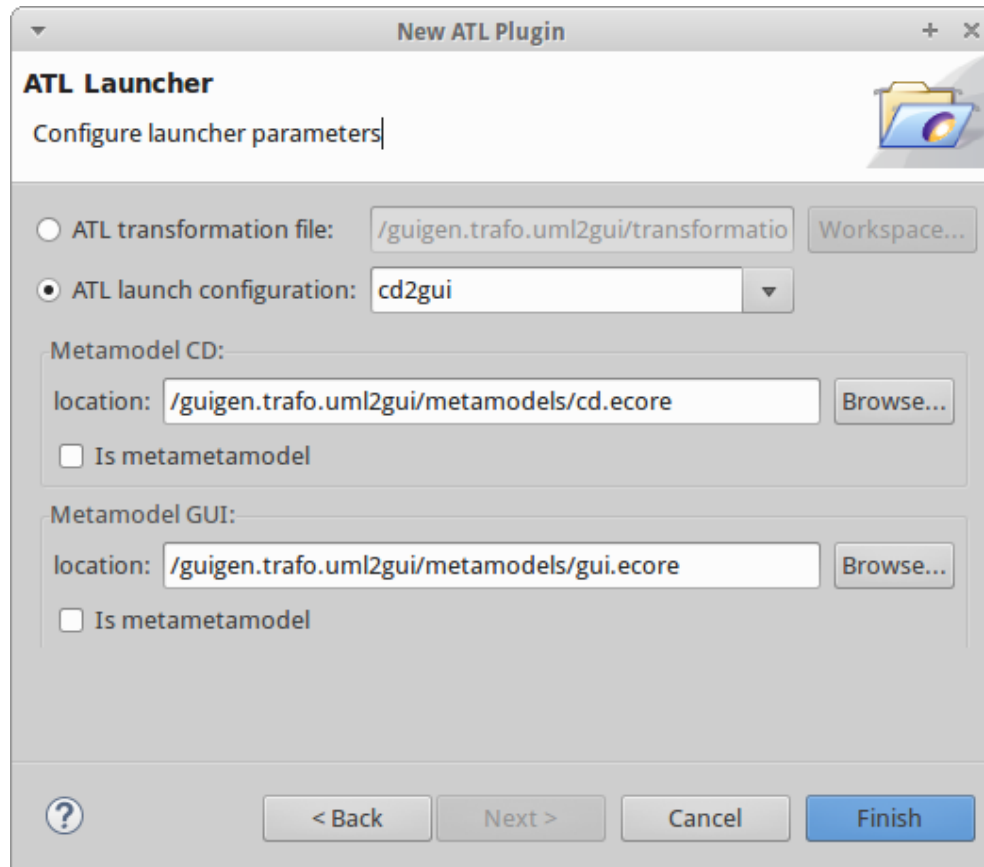 New ATL Plugin
ATL Launcher
Configure launcher parameters
ATL transformation file: /guigen.trafo.uml2gui/transformatio Workspace...
ATL launch configuration: cd2gui
Metamodel CD:
location: /guigen.trafo.uml2gui/metamodels/cd.ecore Browse...
Is metametamodel
Metamodel GUI:
location: /guigen.trafo.uml2gui/metamodels/gui.ecore Browse...
Is metametamodel
? < Back Next > Cancel Finish